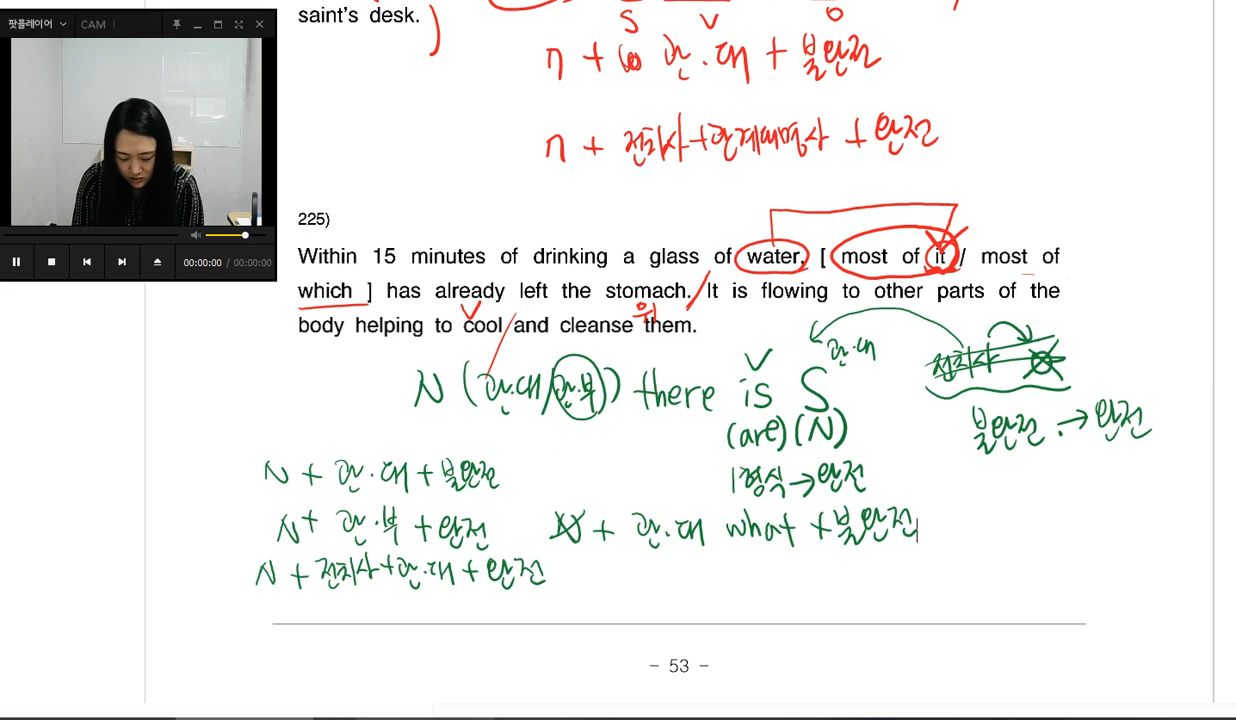 팟플레이어 CAM
00:00:00 / 00:00:00
saint's desk.
S V O
n + 관.대 + 불완전
n + 전치사+관계대명사 + 완전
225)
Within 15 minutes of drinking a glass of water, [ most of it / most of
which ] has already left the stomach. It is flowing to other parts of the
body helping to cool and cleanse them.
N (관.대/관.부) there is S 관.대 전치사
(are) (N)
불완전 → 완전
1형식 → 완전
N + 관.대 + 불완전
N + 관.부 + 완전
N + 관.대 what + 불완전
N + 전치사+관.대 + 완전
- 53 -